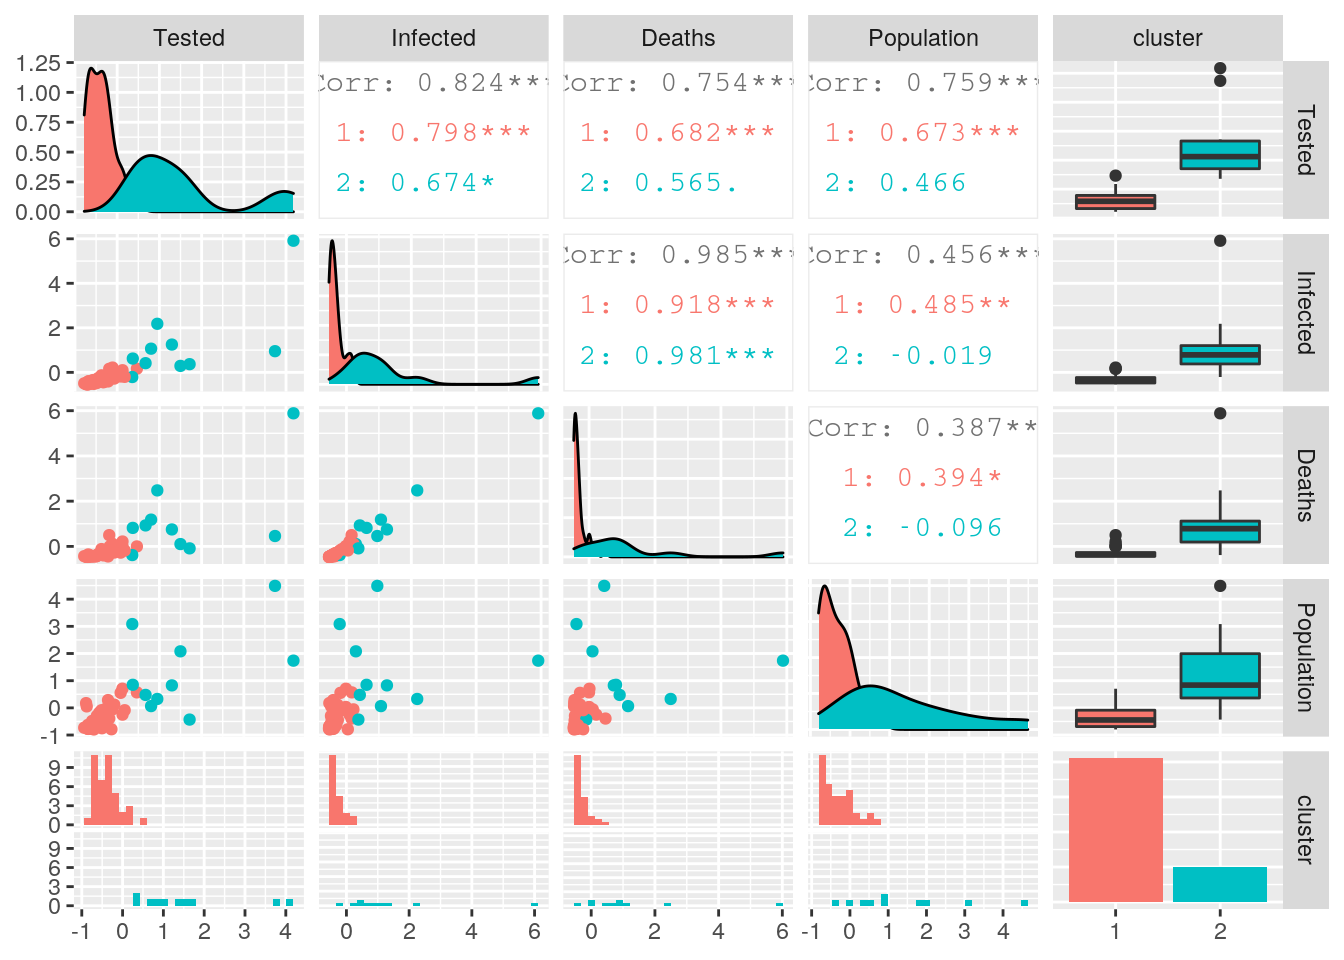 Tested Infected Deaths Population cluster
1.25
1.00
0.75
0.50
0.25
0.00
Corr: 0.824***
1: 0.798***
2: 0.674*
Corr: 0.754***
1: 0.682***
2: 0.565.
Corr: 0.759***
1: 0.673***
2: 0.466
Tested
6
4
2
0
Corr: 0.985***
1: 0.918***
2: 0.981***
Corr: 0.456***
1: 0.485**
2: -0.019
Infected
6
4
2
0
Corr: 0.387**
1: 0.394*
2: -0.096
Deaths
4
3
2
1
0
-1
Population
9
6
3
0
9
6
3
0
cluster
-1 0 1 2 3 4
0 2 4 6
0 2 4 6
-1 0 1 2 3 4
1 2